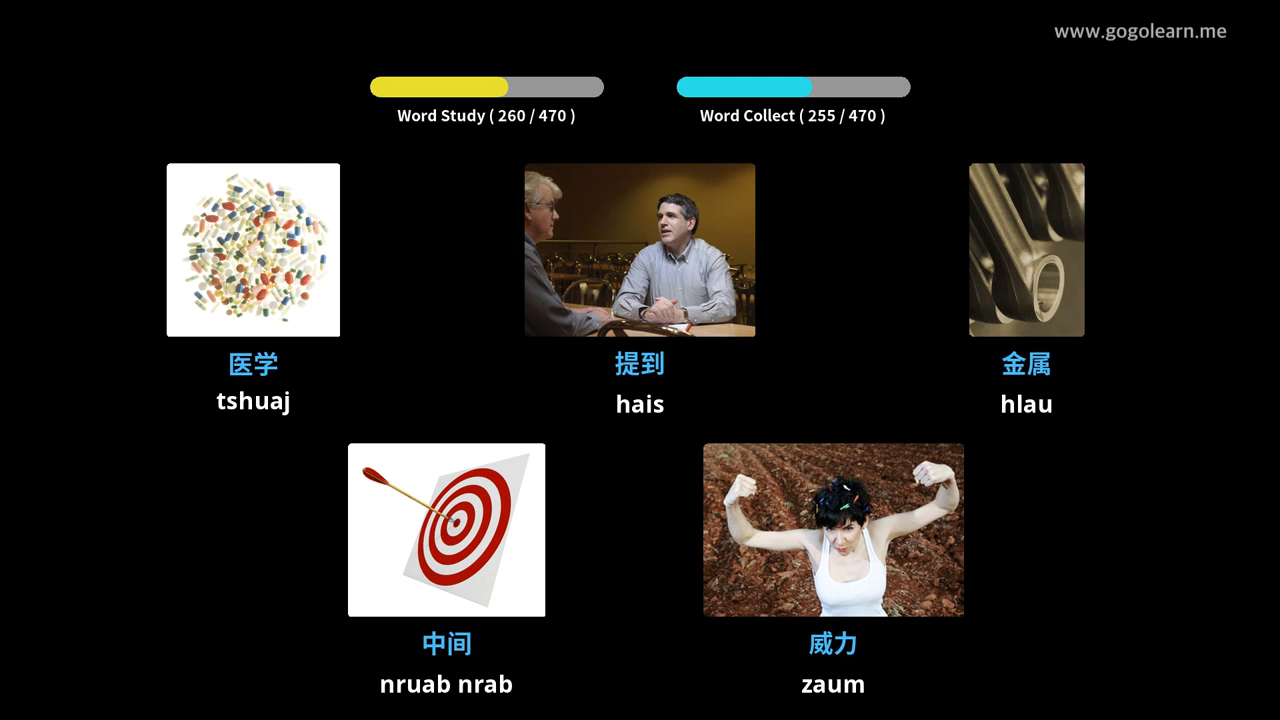 www.gogolearn.me
Word Study ( 260 / 470 )
Word Collect ( 255 / 470 )
医学
tshuaj
提到
hais
金属
hlau
中间
nruab nrab
威力
zaum